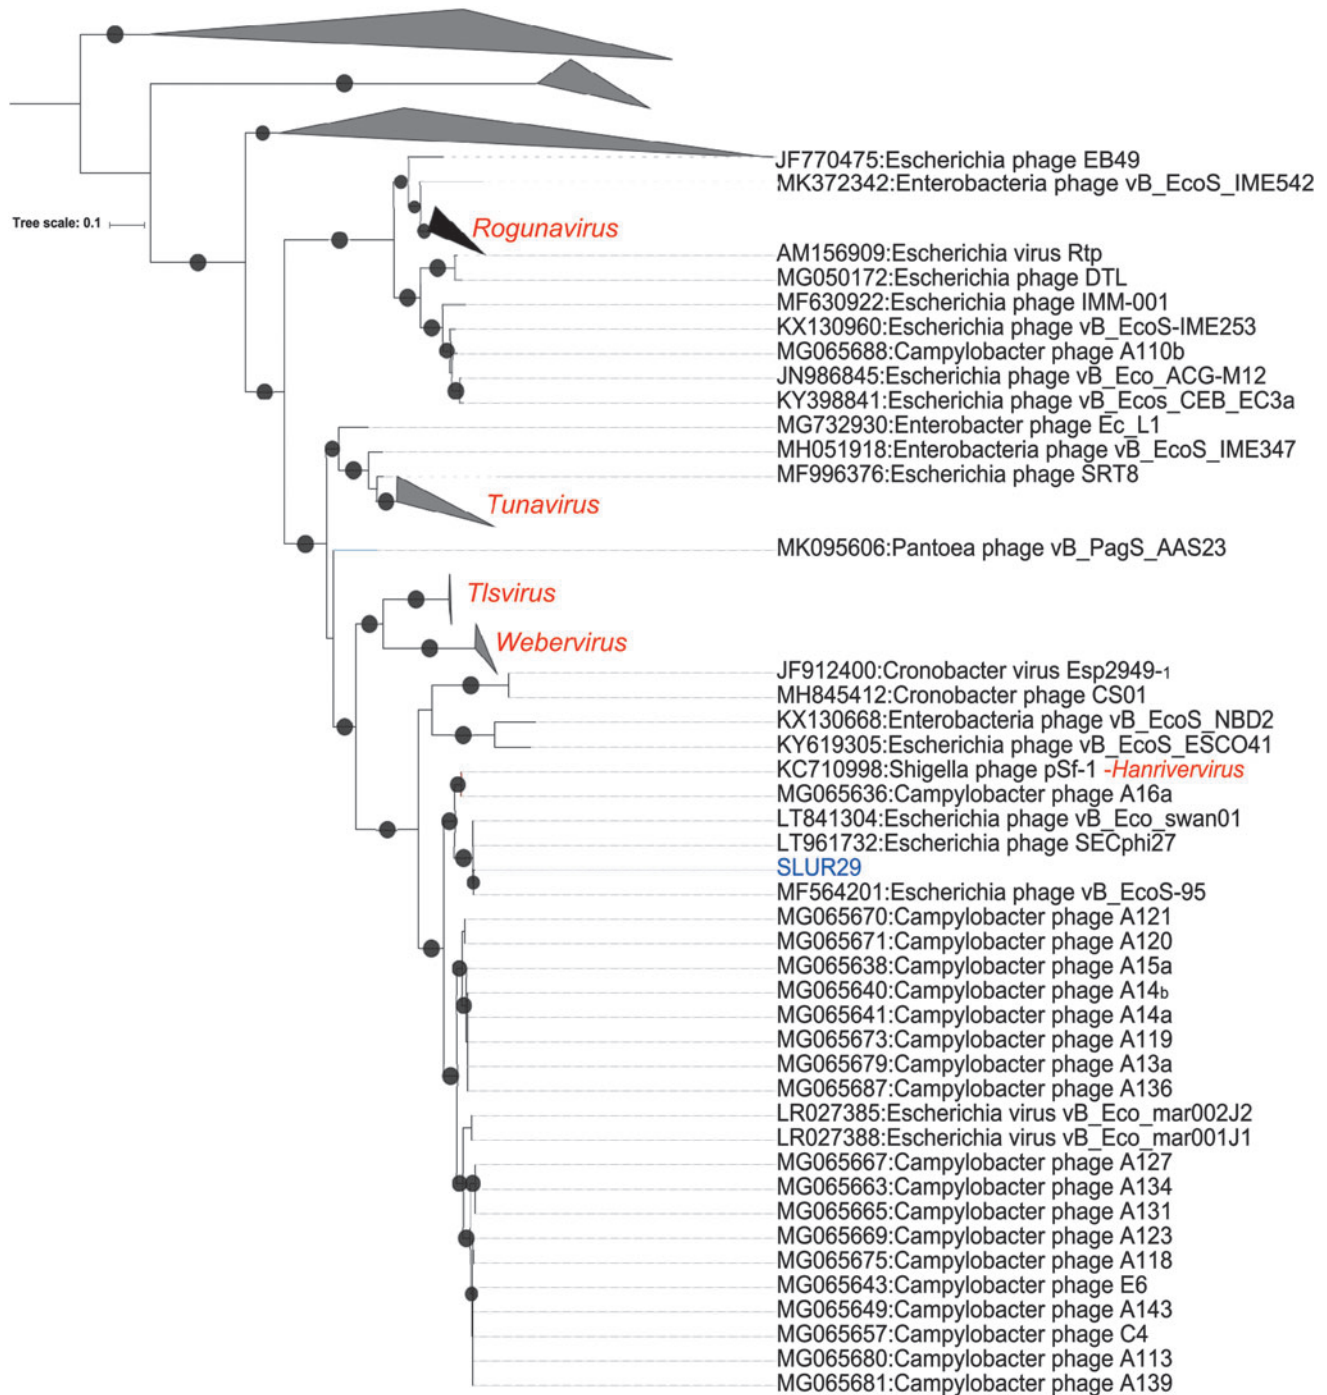 JF770475:Escherichia phage EB49
MK372342:Enterobacteria phage vB_EcoS_IME542
Tree scale: 0.1
Rogunavirus
AM156909:Escherichia virus Rtp
MG050172:Escherichia phage DTL
MF630922:Escherichia phage IMM-001
KX130960:Escherichia phage vB_EcoS-IME253
MG065688:Campylobacter phage A110b
JN986845:Escherichia phage vB_Eco_ACG-M12
KY398841:Escherichia phage vB_Ecos_CEB_EC3a
MG732930:Enterobacter phage Ec_L1
MH051918:Enterobacteria phage vB_EcoS_IME347
MF996376:Escherichia phage SRT8
Tunavirus
MK095606:Pantoea phage vB_PagS_AAS23
Tlsvirus
Webervirus
JF912400:Cronobacter virus Esp2949-1
MH845412:Cronobacter phage CS01
KX130668:Enterobacteria phage vB_EcoS_NBD2
KY619305:Escherichia phage vB_EcoS_ESCO41
KC710998:Shigella phage pSf-1 -Hanrivervirus
MG065636:Campylobacter phage A16a
LT841304:Escherichia phage vB_Eco_swan01
LT961732:Escherichia phage SECphi27
SLUR29
MF564201:Escherichia phage vB_EcoS-95
MG065670:Campylobacter phage A121
MG065671:Campylobacter phage A120
MG065638:Campylobacter phage A15a
MG065640:Campylobacter phage A14b
MG065641:Campylobacter phage A14a
MG065673:Campylobacter phage A119
MG065679:Campylobacter phage A13a
MG065687:Campylobacter phage A136
LR027385:Escherichia virus vB_Eco_mar002J2
LR027388:Escherichia virus vB_Eco_mar001J1
MG065667:Campylobacter phage A127
MG065663:Campylobacter phage A134
MG065665:Campylobacter phage A131
MG065669:Campylobacter phage A123
MG065675:Campylobacter phage A118
MG065643:Campylobacter phage E6
MG065649:Campylobacter phage A143
MG065657:Campylobacter phage C4
MG065680:Campylobacter phage A113
MG065681:Campylobacter phage A139